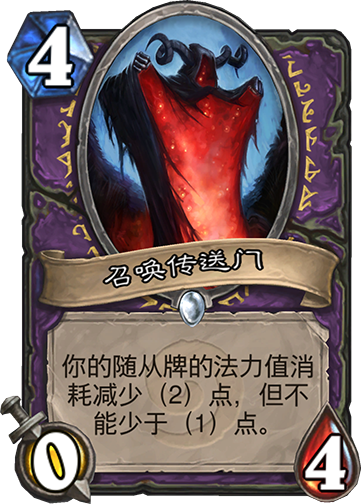 4
召唤传送门
你的随从牌的法力值消
耗减少（2）点，但不
能少于（1）点。
0
4